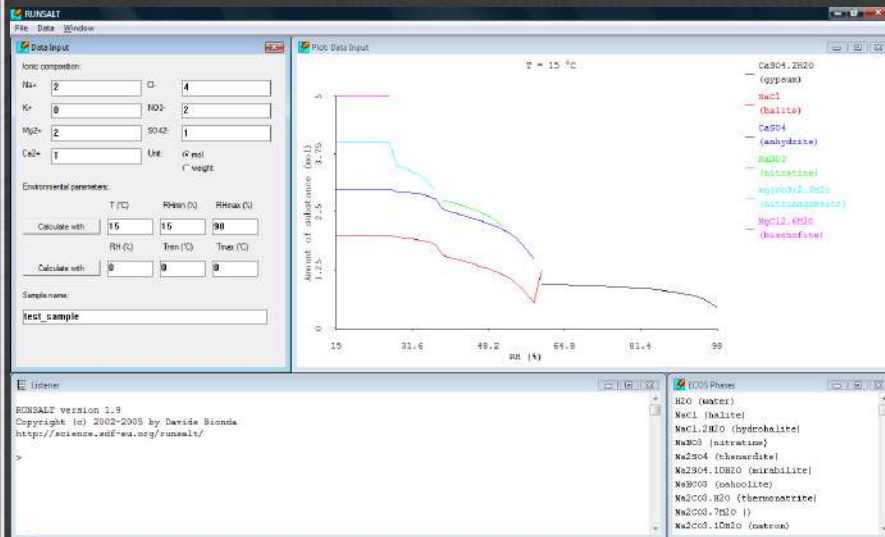 RUNSALT
File Data Window
Data Input
Ionic composition:
Na+ 2 Cl- 4
K+ 0 NO3- 2
Mg2+ 2 SO42- 1
Ca2+ 1 Unit: mol
weight
Environmental parameters:
T (°C) RHmin (%) RHmax (%)
Calculate with 15 15 98
RH (%) Tmin (°C) Tmax (°C)
Calculate with 0 0 0
Sample name:
test_sample
Plot: Data Input
T = 15 °C
Amount of substance (mol)
5
3.75
2.5
1.25
0
15 31.6 48.2 64.8 81.4 98
RH (%)
CaSO4.2H2O
(gypsum)
NaCl
(halite)
CaSO4
(anhydrite)
NaNO3
(nitratine)
Mg(NO3)2.6H2O
(nitromagnesite)
MgCl2.6H2O
(bischofite)
Listener
RUNSALT version 1.9
Copyright (c) 2002-2005 by Davide Bionda
http://science.sdf-eu.org/runsalt/
>
ECOS Phases
H2O (water)
NaCl (halite)
NaCl.2H2O (hydrohalite)
NaNO3 (nitratine)
Na2SO4 (thenardite)
Na2SO4.10H2O (mirabilite)
NaHCO3 (nahcolite)
Na2CO3.H2O (thermonatrite)
Na2CO3.7H2O ()
Na2CO3.10H2O (natron)